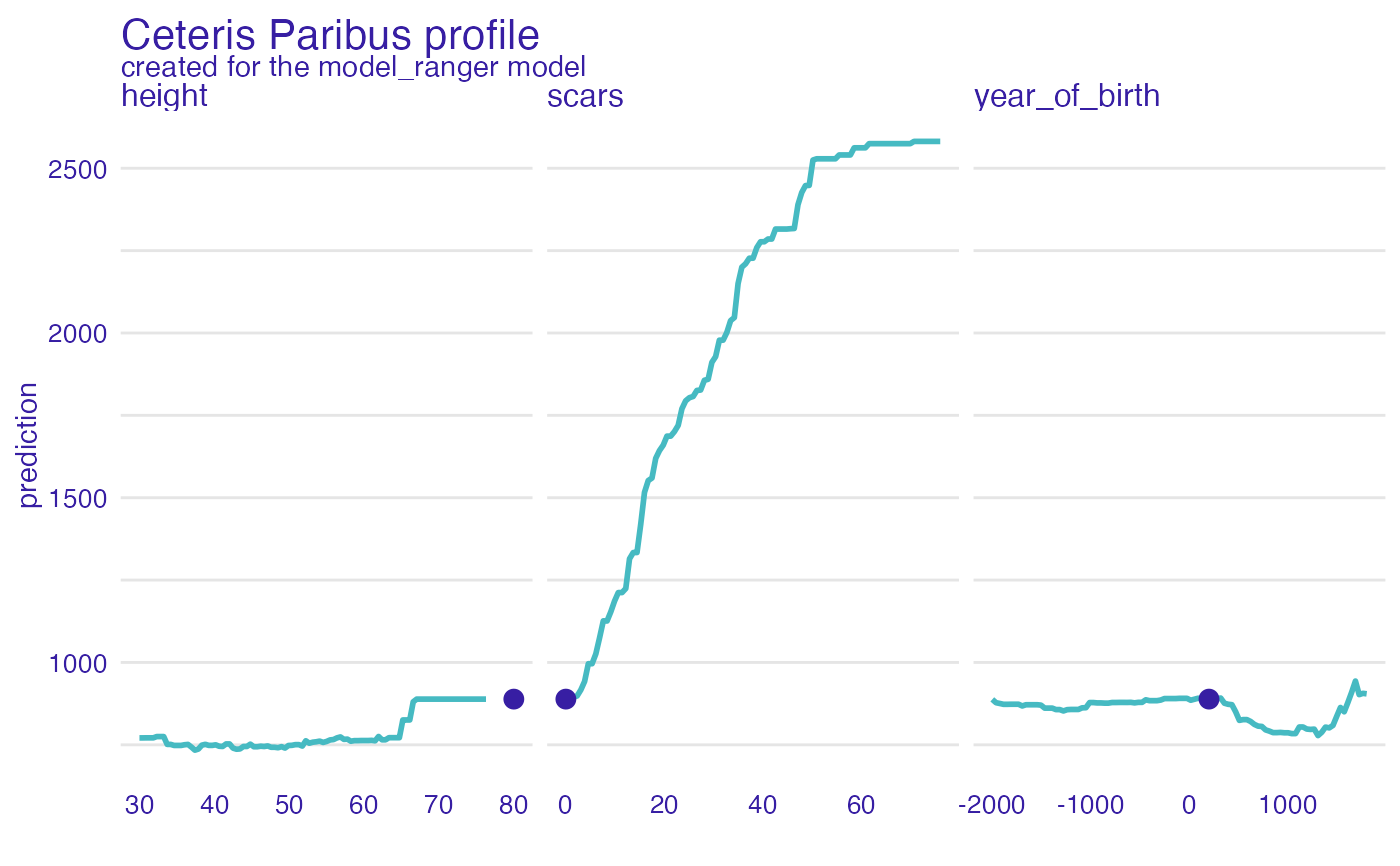 Ceteris Paribus profile
created for the model_ranger model
height scars year_of_birth
2500
2000
1500
1000
prediction
30 40 50 60 70 80 0 20 40 60 -2000 -1000 0 1000